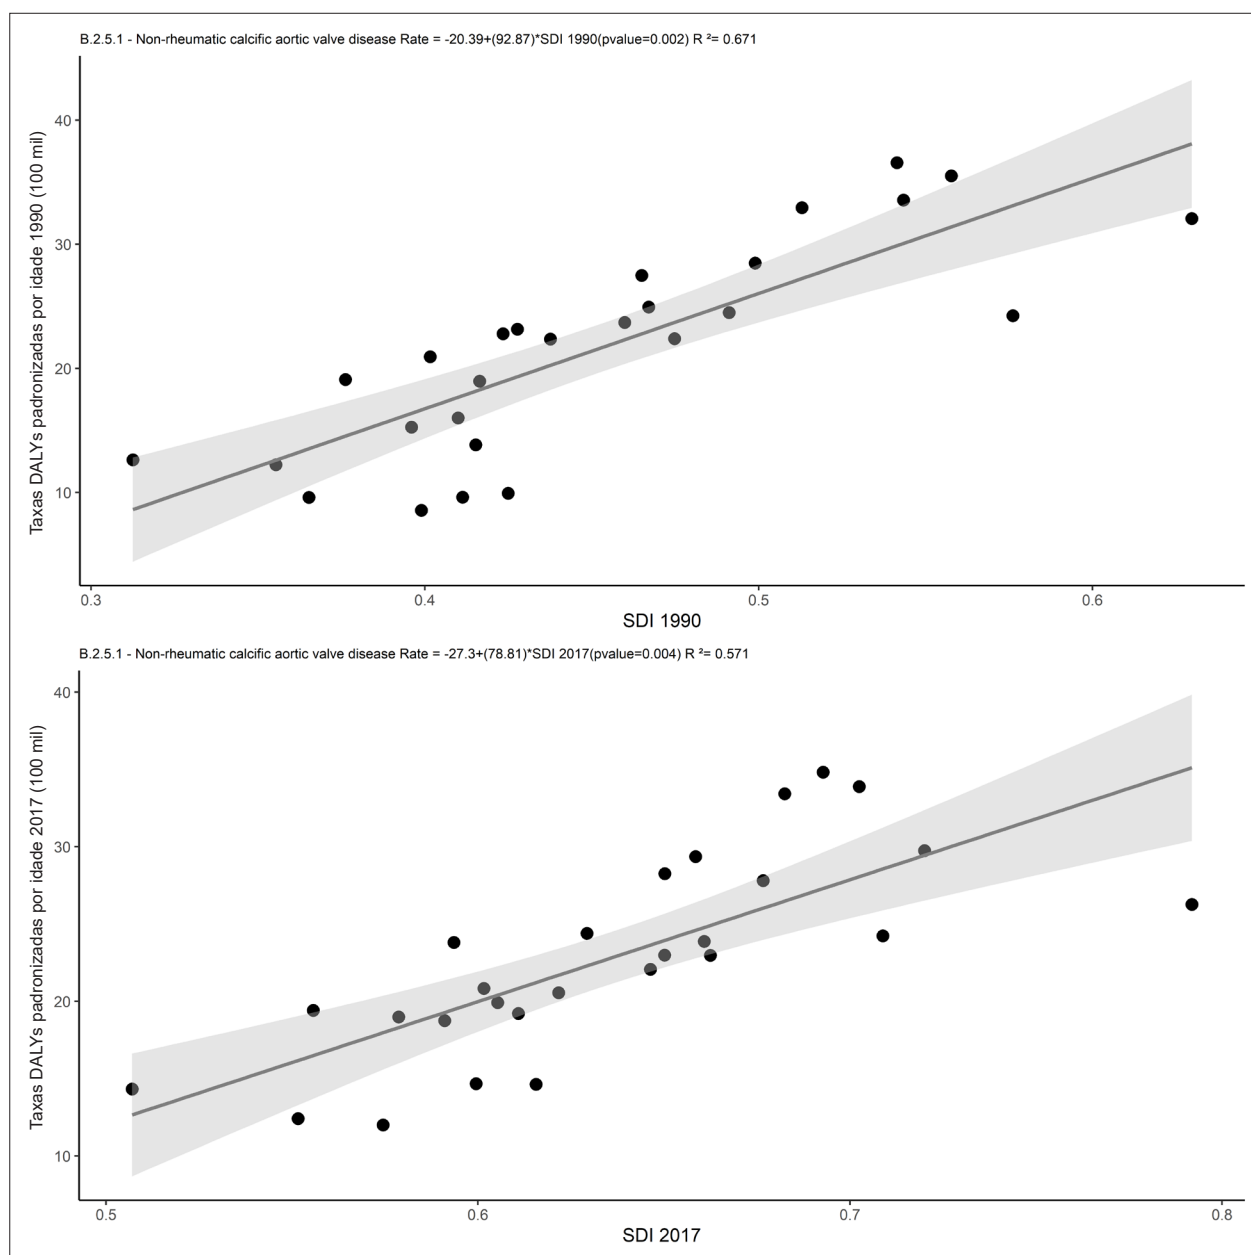 B.2.5.1 - Non-rheumatic calcific aortic valve disease Rate = -20.39+(92.87)*SDI 1990(pvalue=0.002) R ²= 0.671
Taxas DALYs padronizadas por idade 1990 (100 mil)
40
30
20
10
0.3 0.4 0.5 0.6
SDI 1990
B.2.5.1 - Non-rheumatic calcific aortic valve disease Rate = -27.3+(78.81)*SDI 2017(pvalue=0.004) R ²= 0.571
Taxas DALYs padronizadas por idade 2017 (100 mil)
40
30
20
10
0.5 0.6 0.7 0.8
SDI 2017